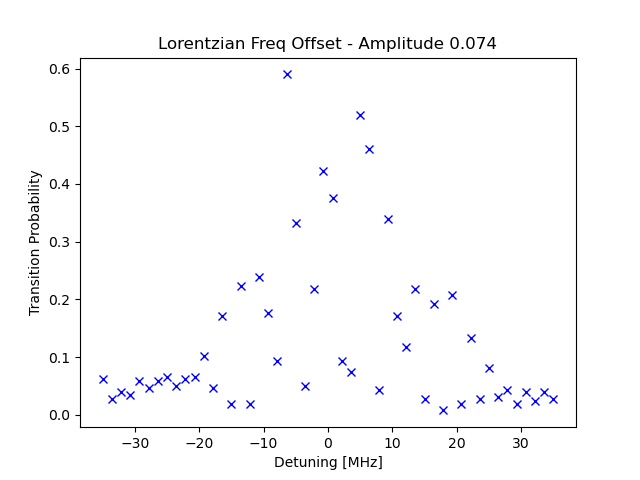 Lorentzian Freq Offset - Amplitude 0.074
0.6
0.5
0.4
0.3
0.2
0.1
0.0
Transition Probability
−30 −20 −10 0 10 20 30
Detuning [MHz]